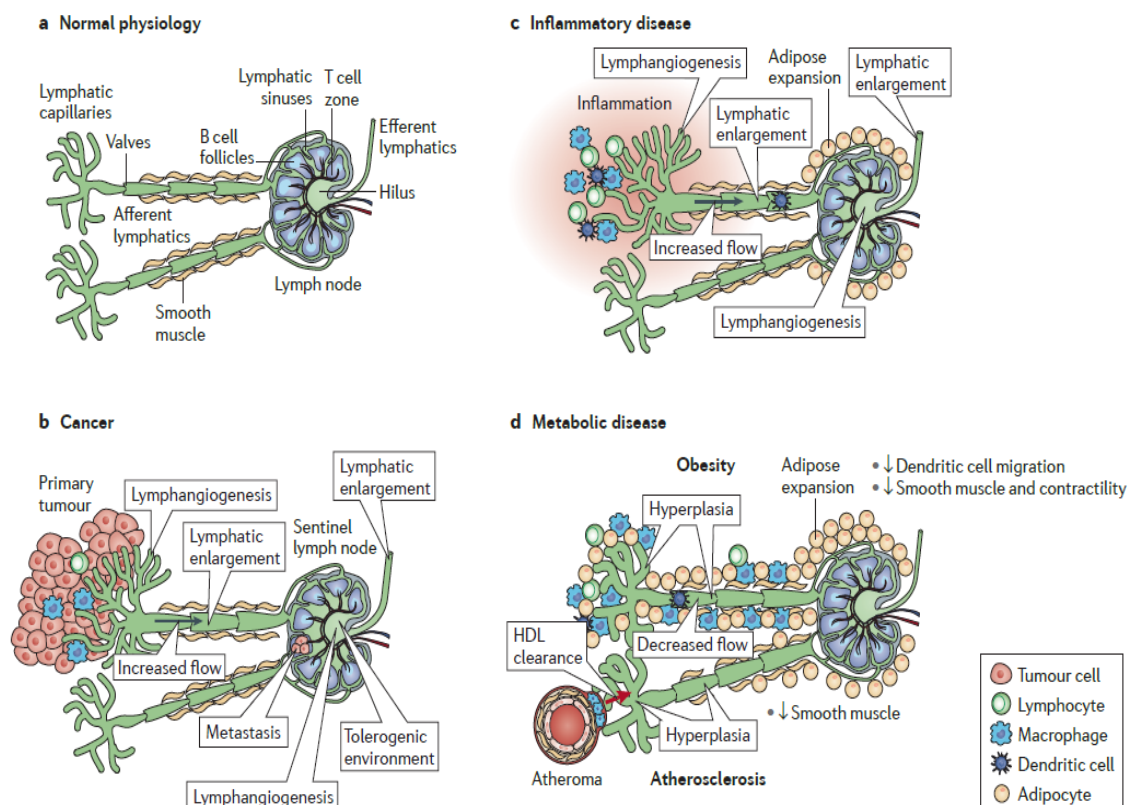 a Normal physiology
Lymphatic
capillaries
Valves
B cell
follicles
Lymphatic
sinuses
T cell
zone
Efferent
lymphatics
Hilus
Afferent
lymphatics
Lymph node
Smooth
muscle
c Inflammatory disease
Lymphangiogenesis
Adipose
expansion
Lymphatic
enlargement
Inflammation
Lymphatic
enlargement
Increased flow
Lymphangiogenesis
b Cancer
Primary
tumour
Lymphangiogenesis
Lymphatic
enlargement
Sentinel
lymph node
Lymphatic
enlargement
Increased flow
Metastasis
Tolerogenic
environment
Lymphangiogenesis
d Metabolic disease
Obesity
Adipose
expansion
• ↓ Dendritic cell migration
• ↓ Smooth muscle and contractility
Hyperplasia
HDL
clearance
Decreased flow
• ↓ Smooth muscle
Hyperplasia
Atheroma
Atherosclerosis
Tumour cell
Lymphocyte
Macrophage
Dendritic cell
Adipocyte